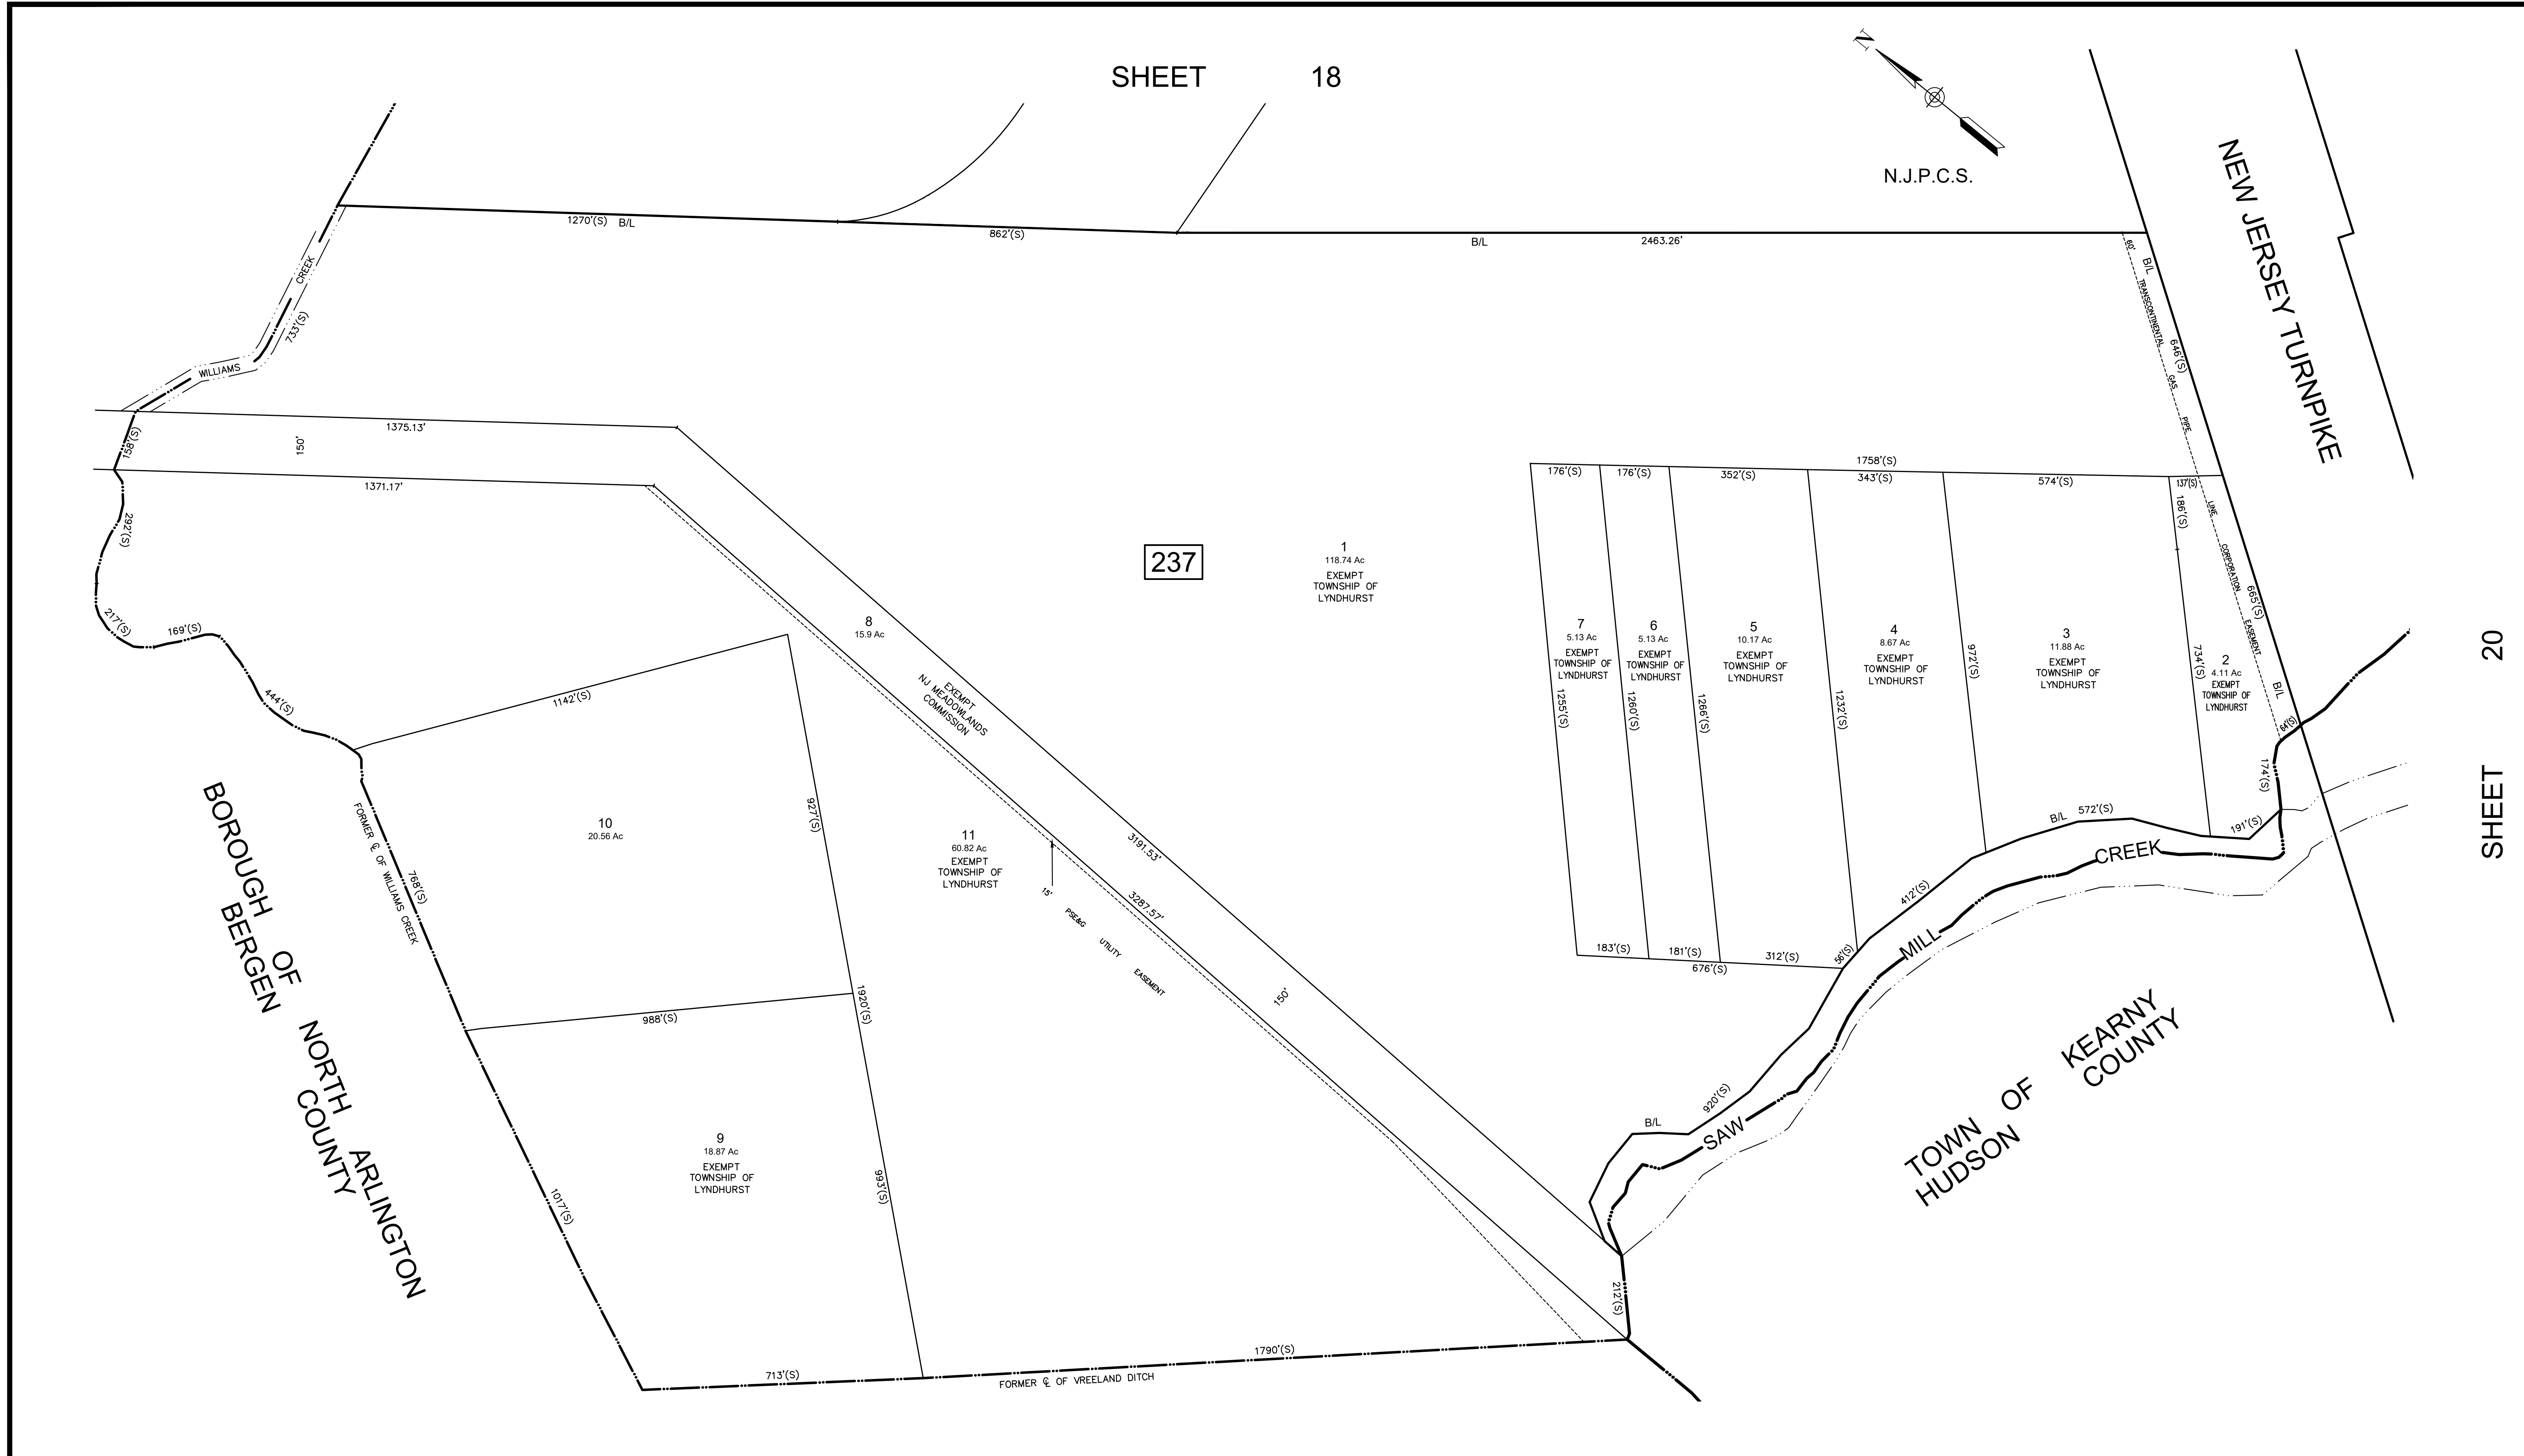 SHEET 18
N
N.J.P.C.S.
NEW JERSEY TURNPIKE
1270'(S) B/L
862'(S)
B/L
2463.26'
60'
B/L
TRANSCONTINENTAL GAS PIPE LINE CORPORATION EASEMENT
646'(S)
WILLIAMS CREEK
733'(S)
158'(S)
1375.13'
150'
1371.17'
292'(S)
217'(S)
169'(S)
444'(S)
237
1
118.74 Ac
EXEMPT
TOWNSHIP OF
LYNDHURST
1758'(S)
176'(S)
176'(S)
352'(S)
343'(S)
574'(S)
137'(S)
186'(S)
7
5.13 Ac
EXEMPT
TOWNSHIP OF
LYNDHURST
1255'(S)
6
5.13 Ac
EXEMPT
TOWNSHIP OF
LYNDHURST
1260'(S)
5
10.17 Ac
EXEMPT
TOWNSHIP OF
LYNDHURST
1266'(S)
4
8.67 Ac
EXEMPT
TOWNSHIP OF
LYNDHURST
1232'(S)
972'(S)
3
11.88 Ac
EXEMPT
TOWNSHIP OF
LYNDHURST
734'(S)
2
4.11 Ac
EXEMPT
TOWNSHIP OF
LYNDHURST
665'(S)
B/L
64'(S)
174'(S)
191'(S)
B/L 572'(S)
412'(S)
56'(S)
183'(S)
181'(S)
312'(S)
676'(S)
920'(S)
B/L
SAW MILL CREEK
8
15.9 Ac
EXEMPT
NJ MEADOWLANDS
COMMISSION
3191.53'
3287.57'
150'
1142'(S)
927'(S)
10
20.56 Ac
FORMER ℄ OF WILLIAMS CREEK
768'(S)
11
60.82 Ac
EXEMPT
TOWNSHIP OF
LYNDHURST
15' PSE&G UTILITY EASEMENT
988'(S)
1920'(S)
9
18.87 Ac
EXEMPT
TOWNSHIP OF
LYNDHURST
993'(S)
1017'(S)
713'(S)
1790'(S)
FORMER ℄ OF VREELAND DITCH
212'(S)
BOROUGH OF NORTH ARLINGTON
BERGEN COUNTY
TOWN OF KEARNY
HUDSON COUNTY
SHEET 20